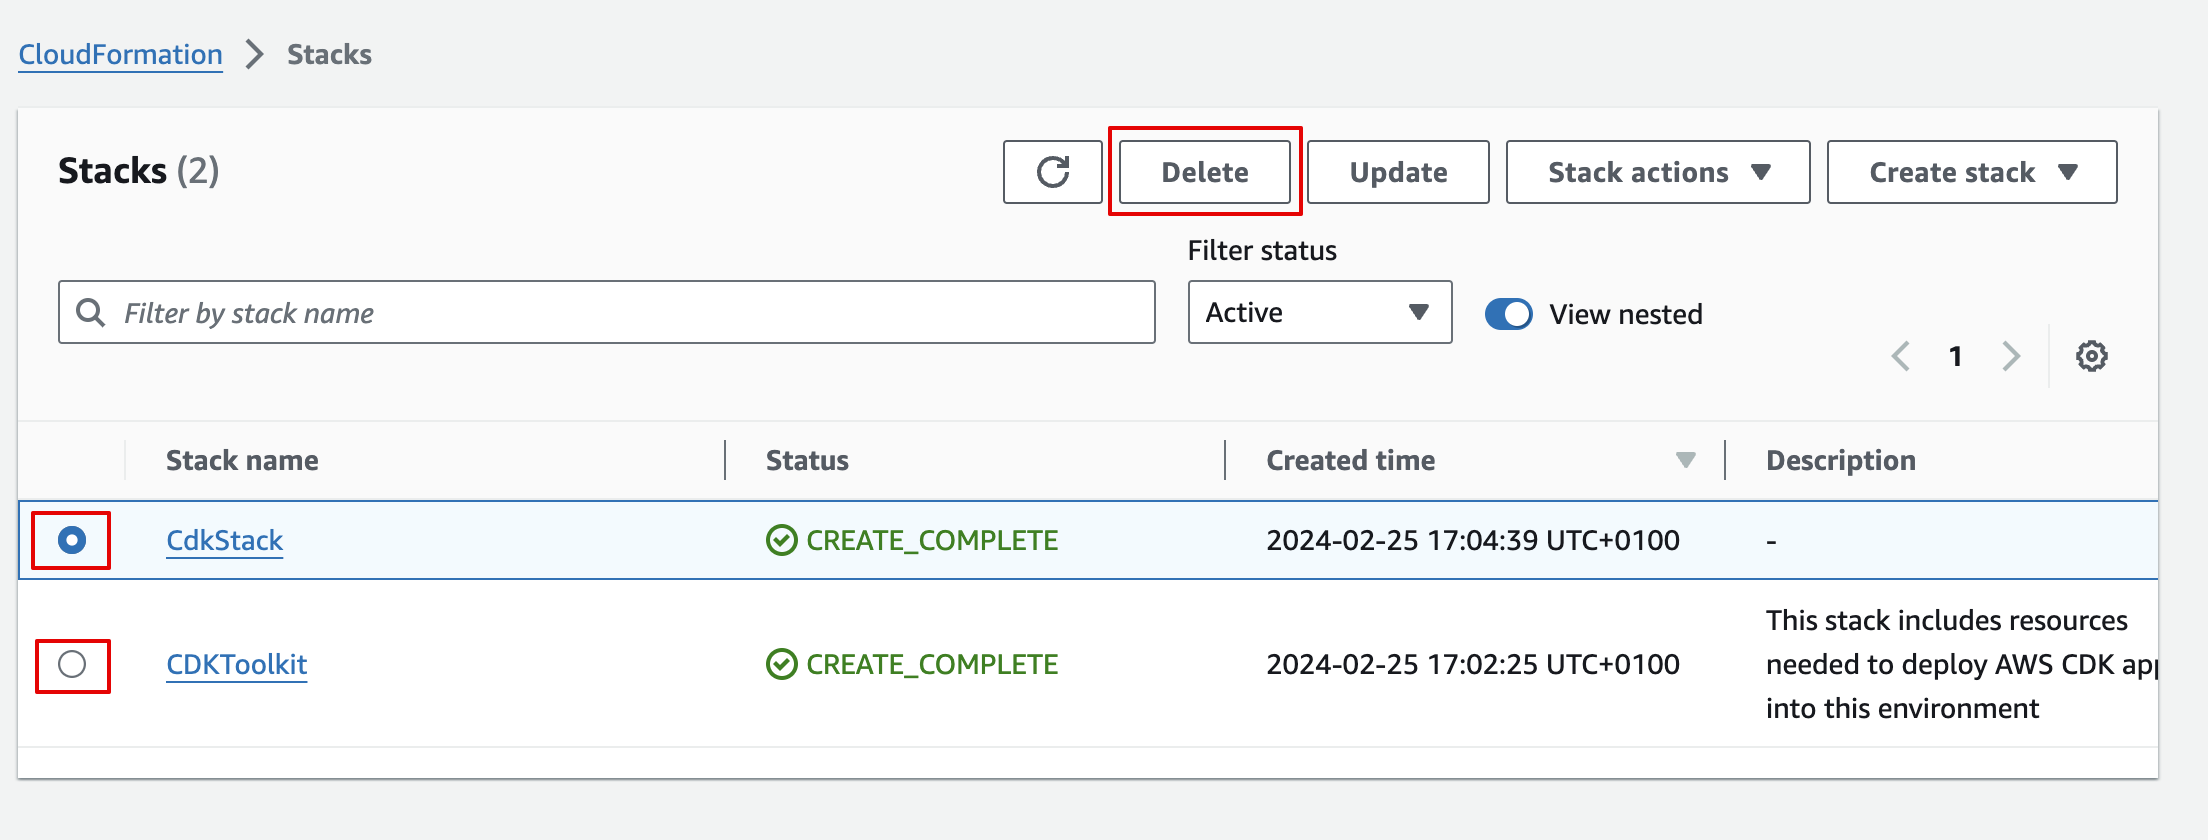 CloudFormation > Stacks
Stacks (2)
Delete
Update
Stack actions
Create stack
Filter status
Filter by stack name
Active
View nested
1
Stack name
Status
Created time
Description
CdkStack
CREATE_COMPLETE
2024-02-25 17:04:39 UTC+0100
-
CDKToolkit
CREATE_COMPLETE
2024-02-25 17:02:25 UTC+0100
This stack includes resources
needed to deploy AWS CDK app
into this environment